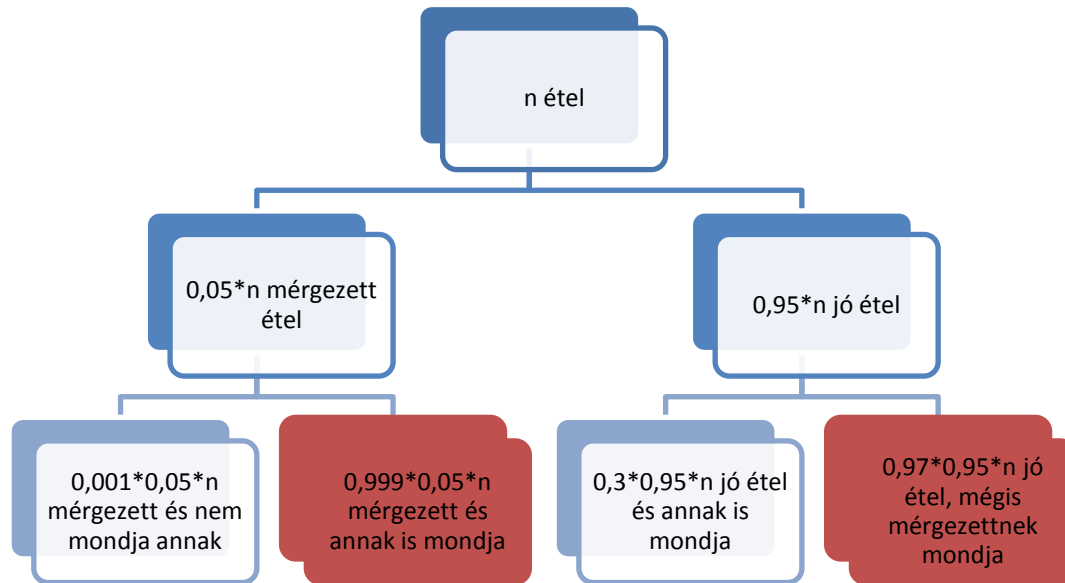 n étel
0,05*n mérgezett
étel
0,95*n jó étel
0,001*0,05*n
mérgezett és nem
mondja annak
0,999*0,05*n
mérgezett és
annak is mondja
0,3*0,95*n jó étel
és annak is
mondja
0,97*0,95*n jó
étel, mégis
mérgezettnek
mondja